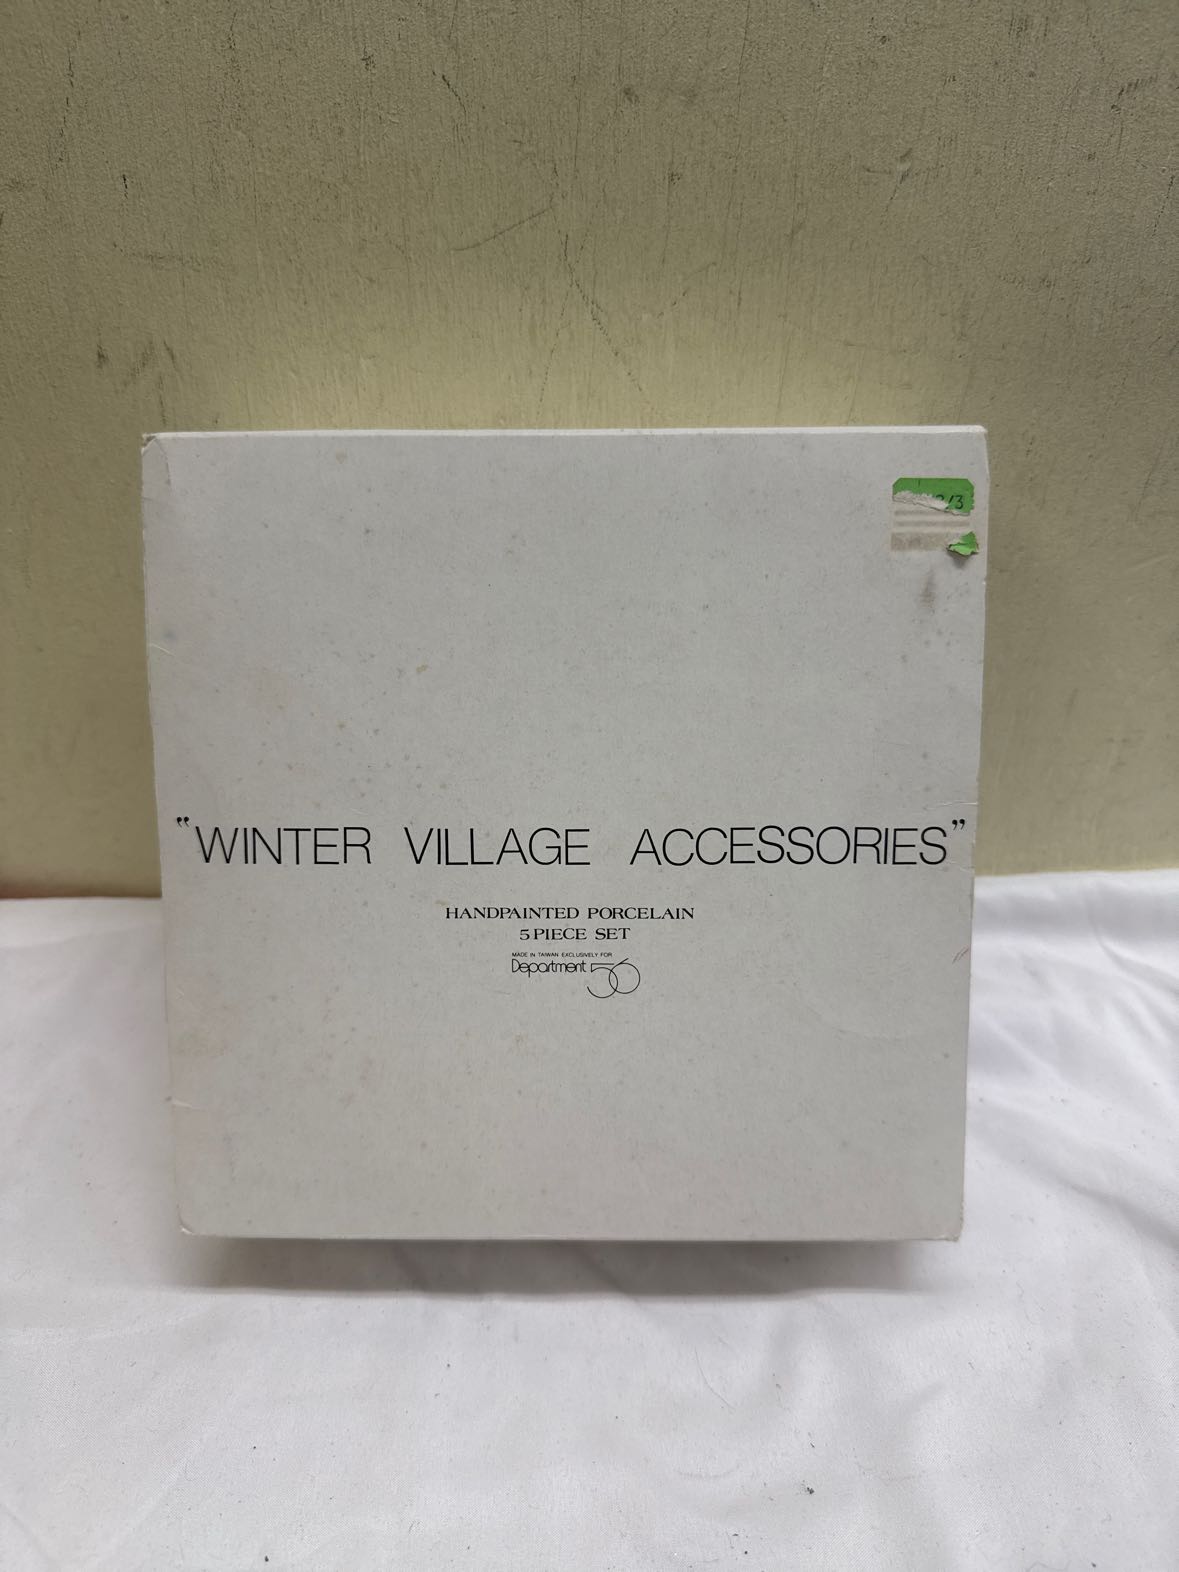 "WINTER VILLAGE ACCESSORIES"
HANDPAINTED PORCELAIN
5 PIECE SET
MADE IN TAIWAN EXCLUSIVELY FOR
Department 56